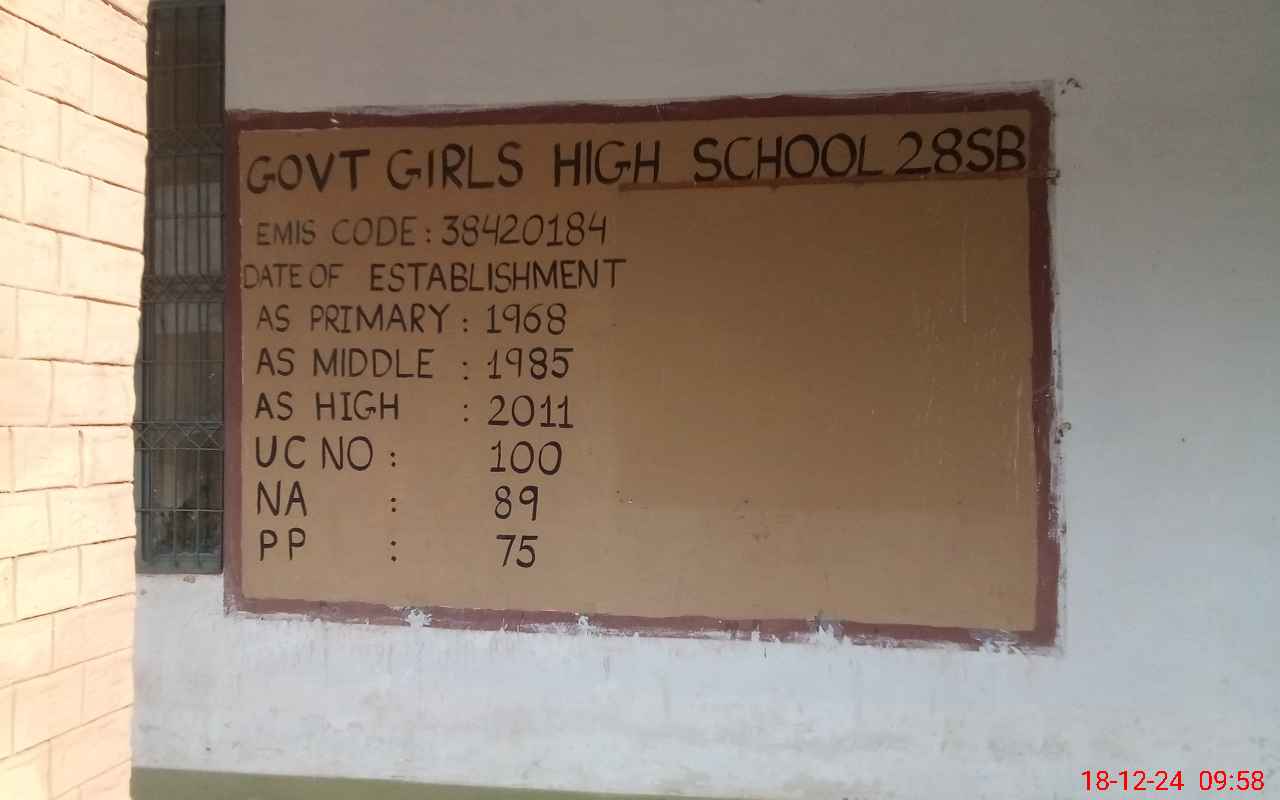 GOVT GIRLS HIGH SCHOOL 28SB
EMIS CODE : 38420184
DATE OF ESTABLISHMENT
AS PRIMARY : 1968
AS MIDDLE : 1985
AS HIGH : 2011
UC NO : 100
NA : 89
PP : 75
18-12-24 09:58